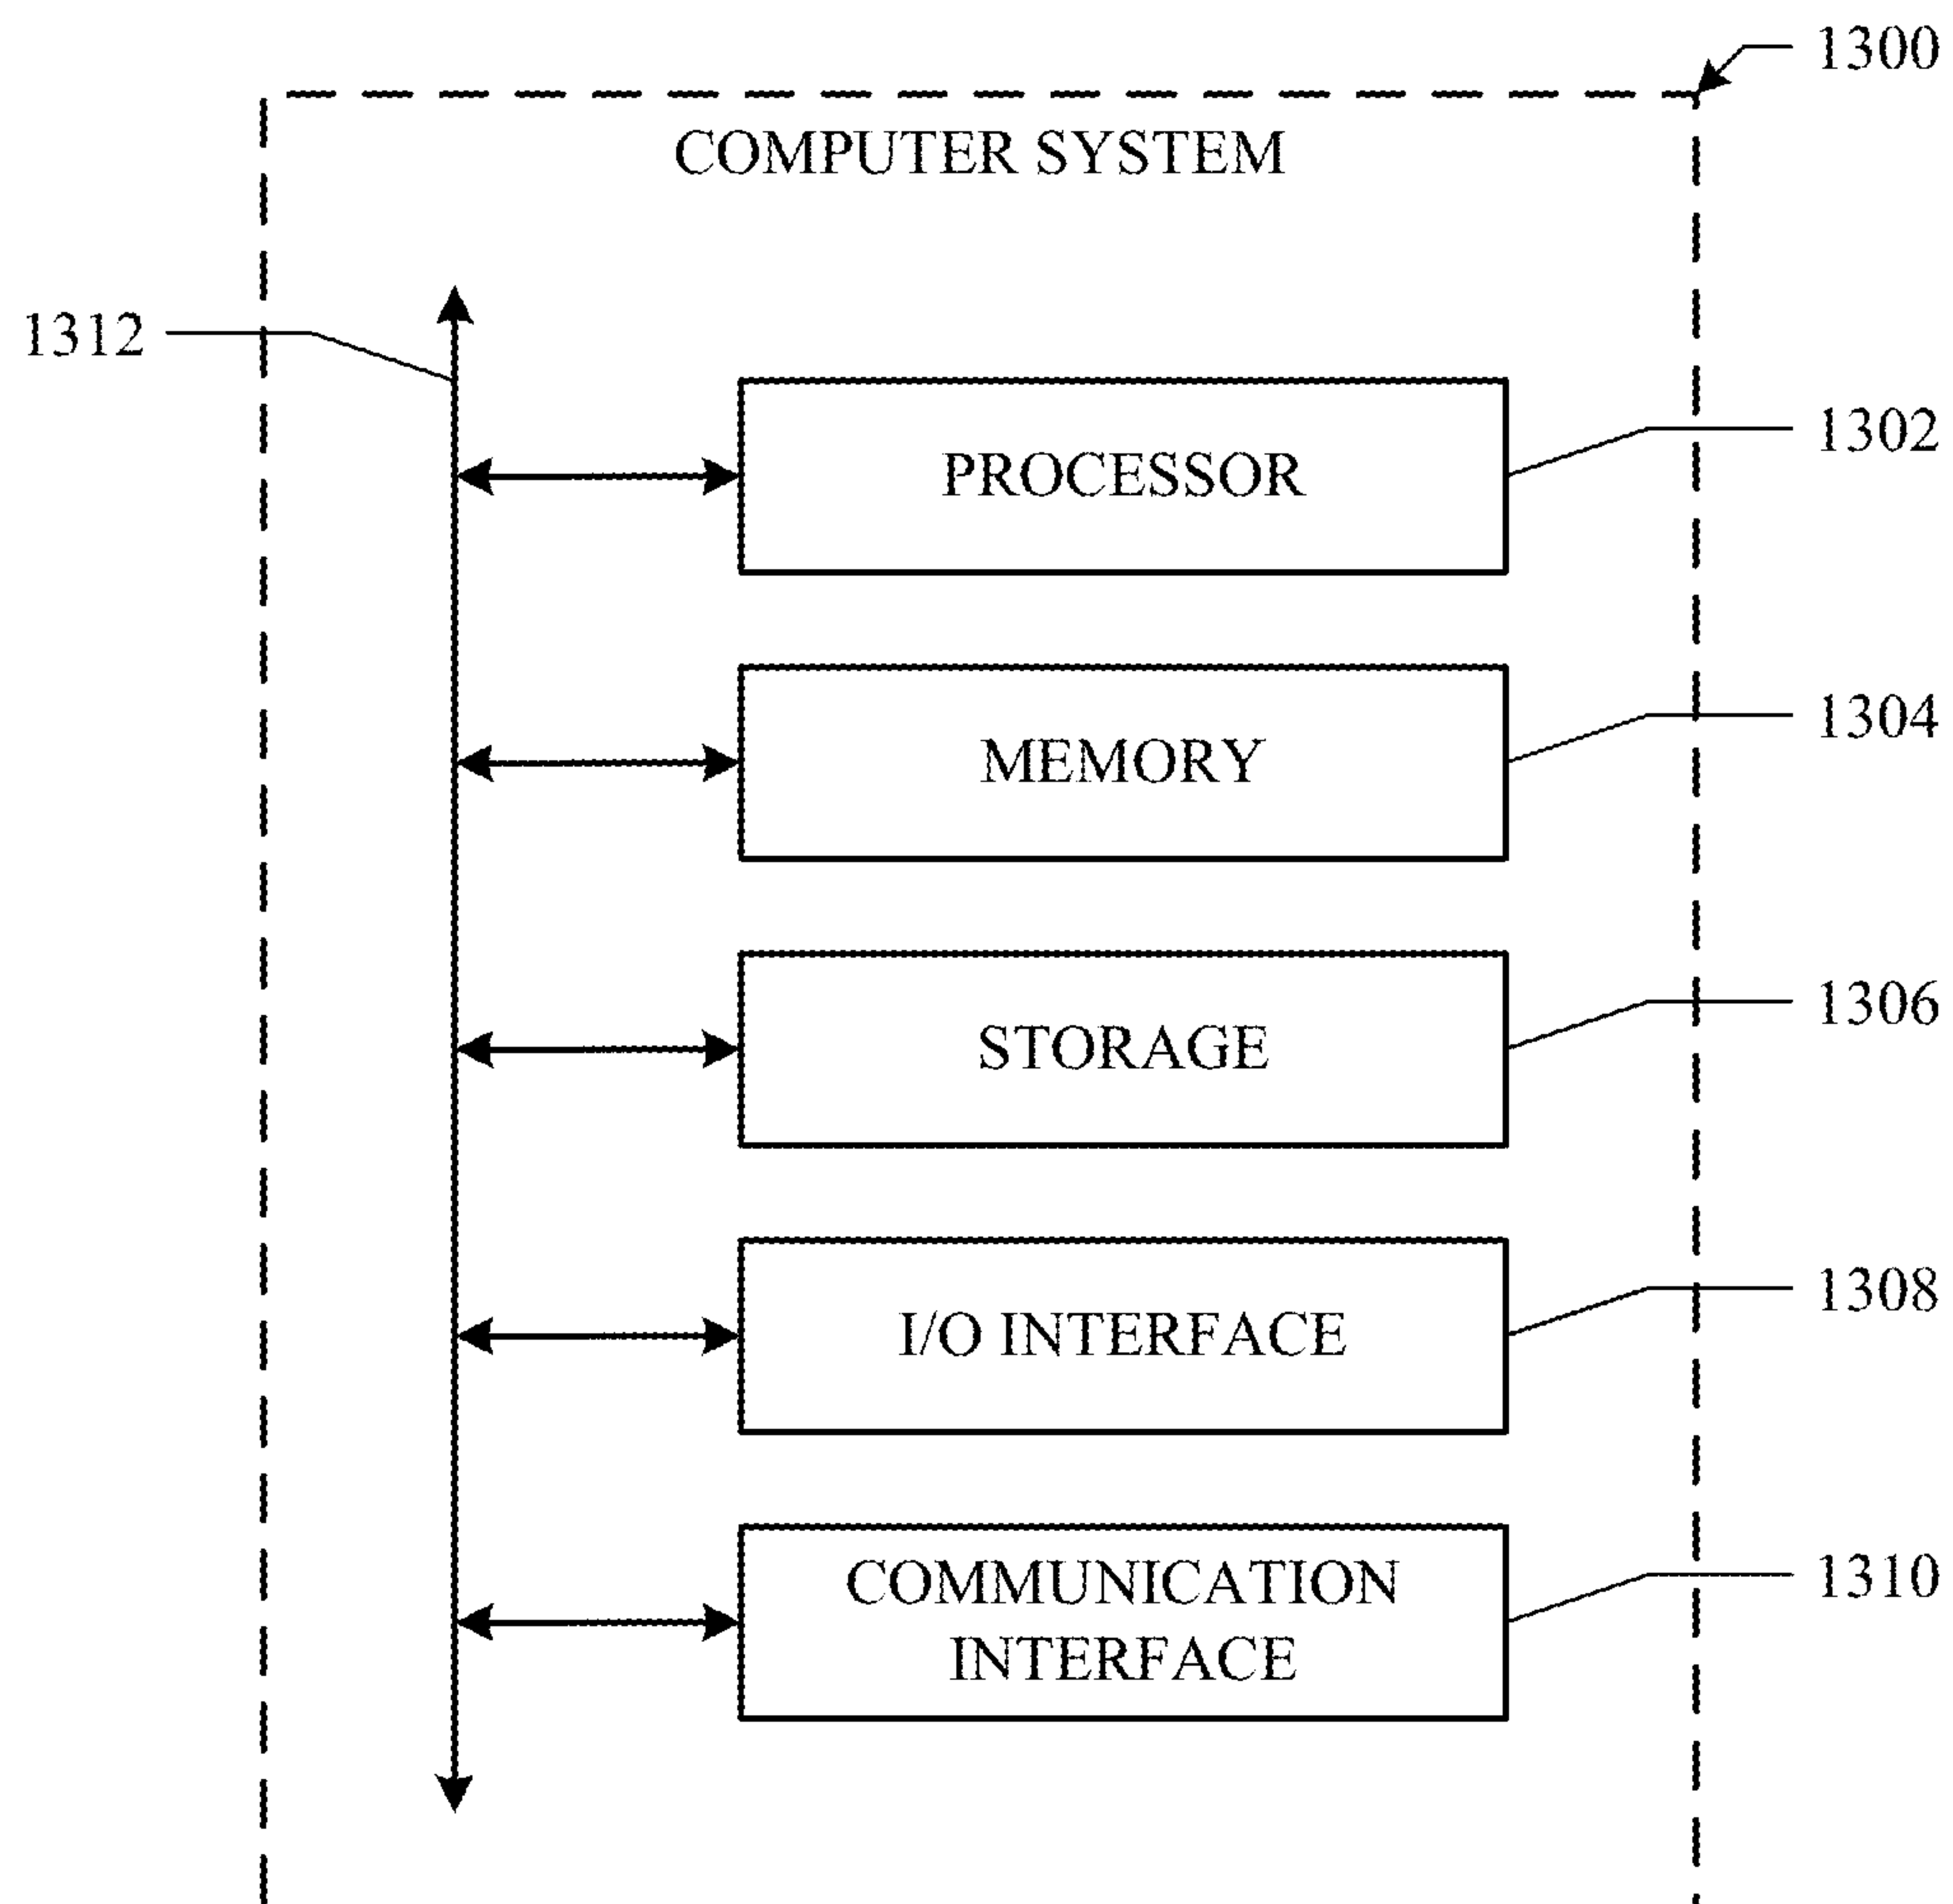 1300
COMPUTER SYSTEM
1312
PROCESSOR
1302
MEMORY
1304
STORAGE
1306
I/O INTERFACE
1308
COMMUNICATION
INTERFACE
1310